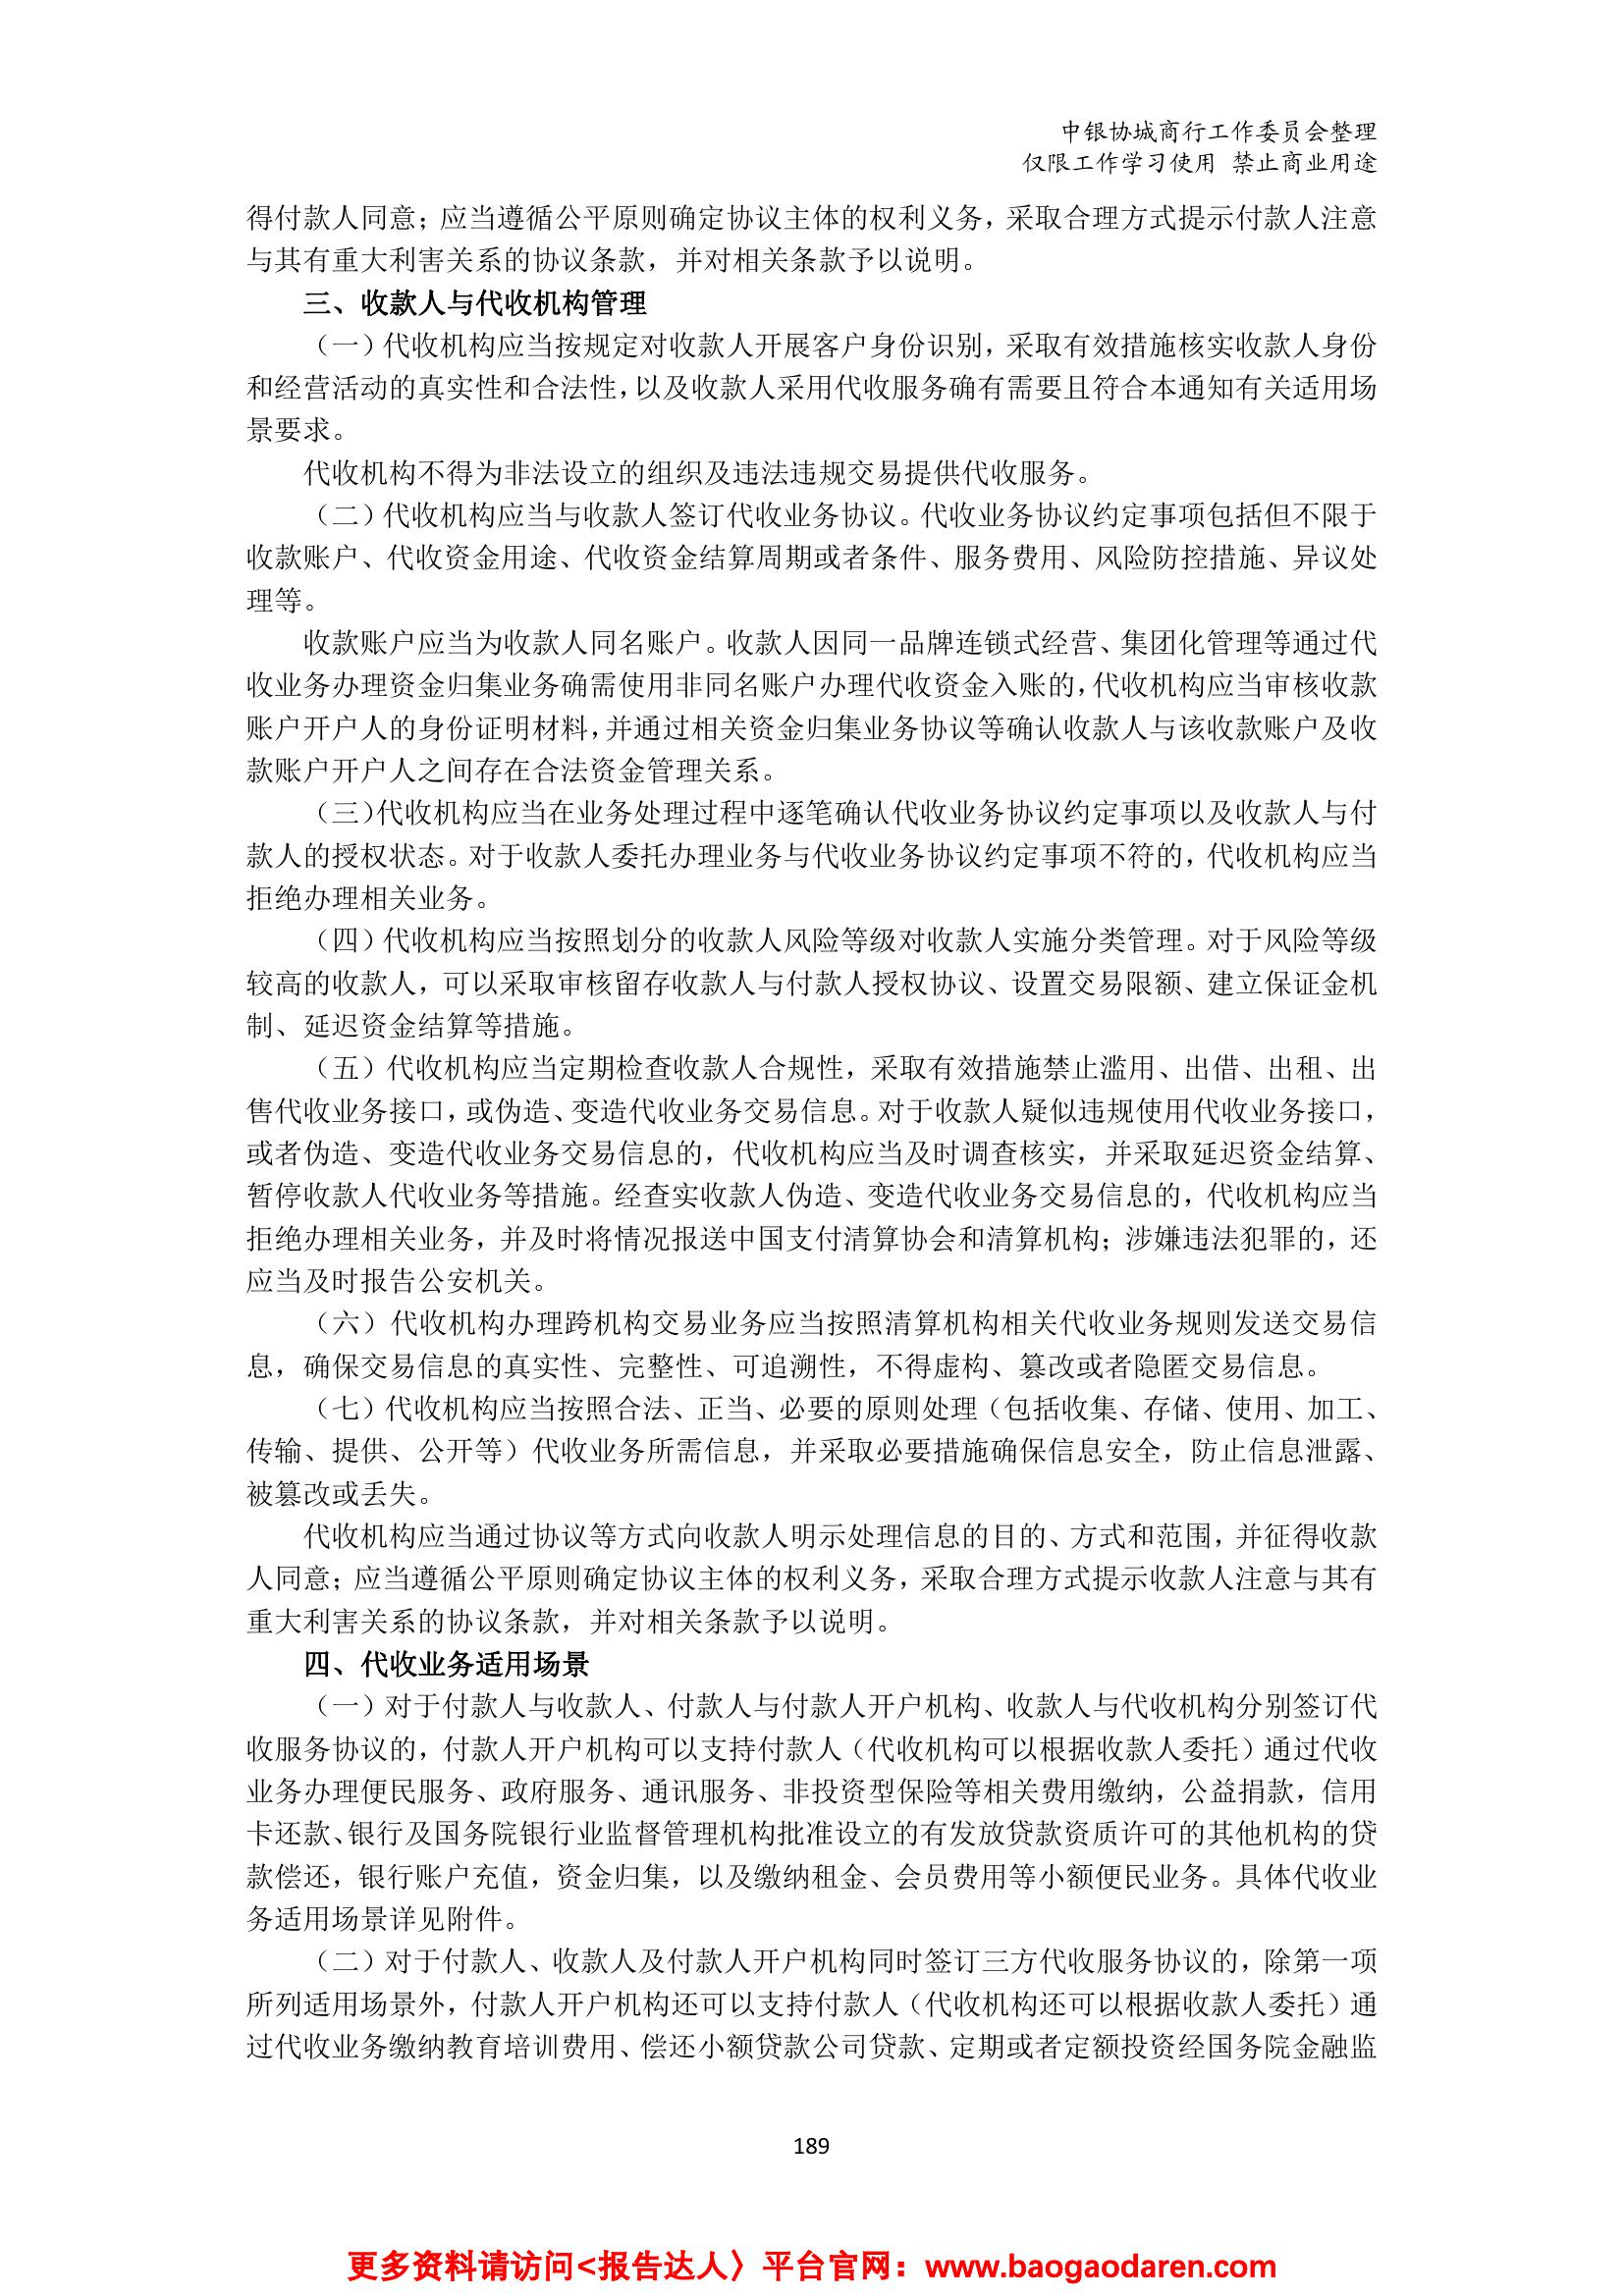 中银协城商行工作委员会整理
仅限工作学习使用 禁止商业用途
得付款人同意；应当遵循公平原则确定协议主体的权利义务，采取合理方式提示付款人注意
与其有重大利害关系的协议条款，并对相关条款予以说明。
三、收款人与代收机构管理
（一）代收机构应当按规定对收款人开展客户身份识别，采取有效措施核实收款人身份
和经营活动的真实性和合法性，以及收款人采用代收服务确有需要且符合本通知有关适用场
景要求。
代收机构不得为非法设立的组织及违法违规交易提供代收服务。
（二）代收机构应当与收款人签订代收业务协议。代收业务协议约定事项包括但不限于
收款账户、代收资金用途、代收资金结算周期或者条件、服务费用、风险防控措施、异议处
理等。
收款账户应当为收款人同名账户。收款人因同一品牌连锁式经营、集团化管理等通过代
收业务办理资金归集业务确需使用非同名账户办理代收资金入账的，代收机构应当审核收款
账户开户人的身份证明材料，并通过相关资金归集业务协议等确认收款人与该收款账户及收
款账户开户人之间存在合法资金管理关系。
（三）代收机构应当在业务处理过程中逐笔确认代收业务协议约定事项以及收款人与付
款人的授权状态。对于收款人委托办理业务与代收业务协议约定事项不符的，代收机构应当
拒绝办理相关业务。
（四）代收机构应当按照划分的收款人风险等级对收款人实施分类管理。对于风险等级
较高的收款人，可以采取审核留存收款人与付款人授权协议、设置交易限额、建立保证金机
制、延迟资金结算等措施。
（五）代收机构应当定期检查收款人合规性，采取有效措施禁止滥用、出借、出租、出
售代收业务接口，或伪造、变造代收业务交易信息。对于收款人疑似违规使用代收业务接口，
或者伪造、变造代收业务交易信息的，代收机构应当及时调查核实，并采取延迟资金结算、
暂停收款人代收业务等措施。经查实收款人伪造、变造代收业务交易信息的，代收机构应当
拒绝办理相关业务，并及时将情况报送中国支付清算协会和清算机构；涉嫌违法犯罪的，还
应当及时报告公安机关。
（六）代收机构办理跨机构交易业务应当按照清算机构相关代收业务规则发送交易信
息，确保交易信息的真实性、完整性、可追溯性，不得虚构、篡改或者隐匿交易信息。
（七）代收机构应当按照合法、正当、必要的原则处理（包括收集、存储、使用、加工、
传输、提供、公开等）代收业务所需信息，并采取必要措施确保信息安全，防止信息泄露、
被篡改或丢失。
代收机构应当通过协议等方式向收款人明示处理信息的目的、方式和范围，并征得收款
人同意；应当遵循公平原则确定协议主体的权利义务，采取合理方式提示收款人注意与其有
重大利害关系的协议条款，并对相关条款予以说明。
四、代收业务适用场景
（一）对于付款人与收款人、付款人与付款人开户机构、收款人与代收机构分别签订代
收服务协议的，付款人开户机构可以支持付款人（代收机构可以根据收款人委托）通过代收
业务办理便民服务、政府服务、通讯服务、非投资型保险等相关费用缴纳，公益捐款，信用
卡还款、银行及国务院银行业监督管理机构批准设立的有发放贷款资质许可的其他机构的贷
款偿还，银行账户充值，资金归集，以及缴纳租金、会员费用等小额便民业务。具体代收业
务适用场景详见附件。
（二）对于付款人、收款人及付款人开户机构同时签订三方代收服务协议的，除第一项
所列适用场景外，付款人开户机构还可以支持付款人（代收机构还可以根据收款人委托）通
过代收业务缴纳教育培训费用、偿还小额贷款公司贷款、定期或者定额投资经国务院金融监
189
更多资料请访问<报告达人〉平台官网：www.baogaodaren.com